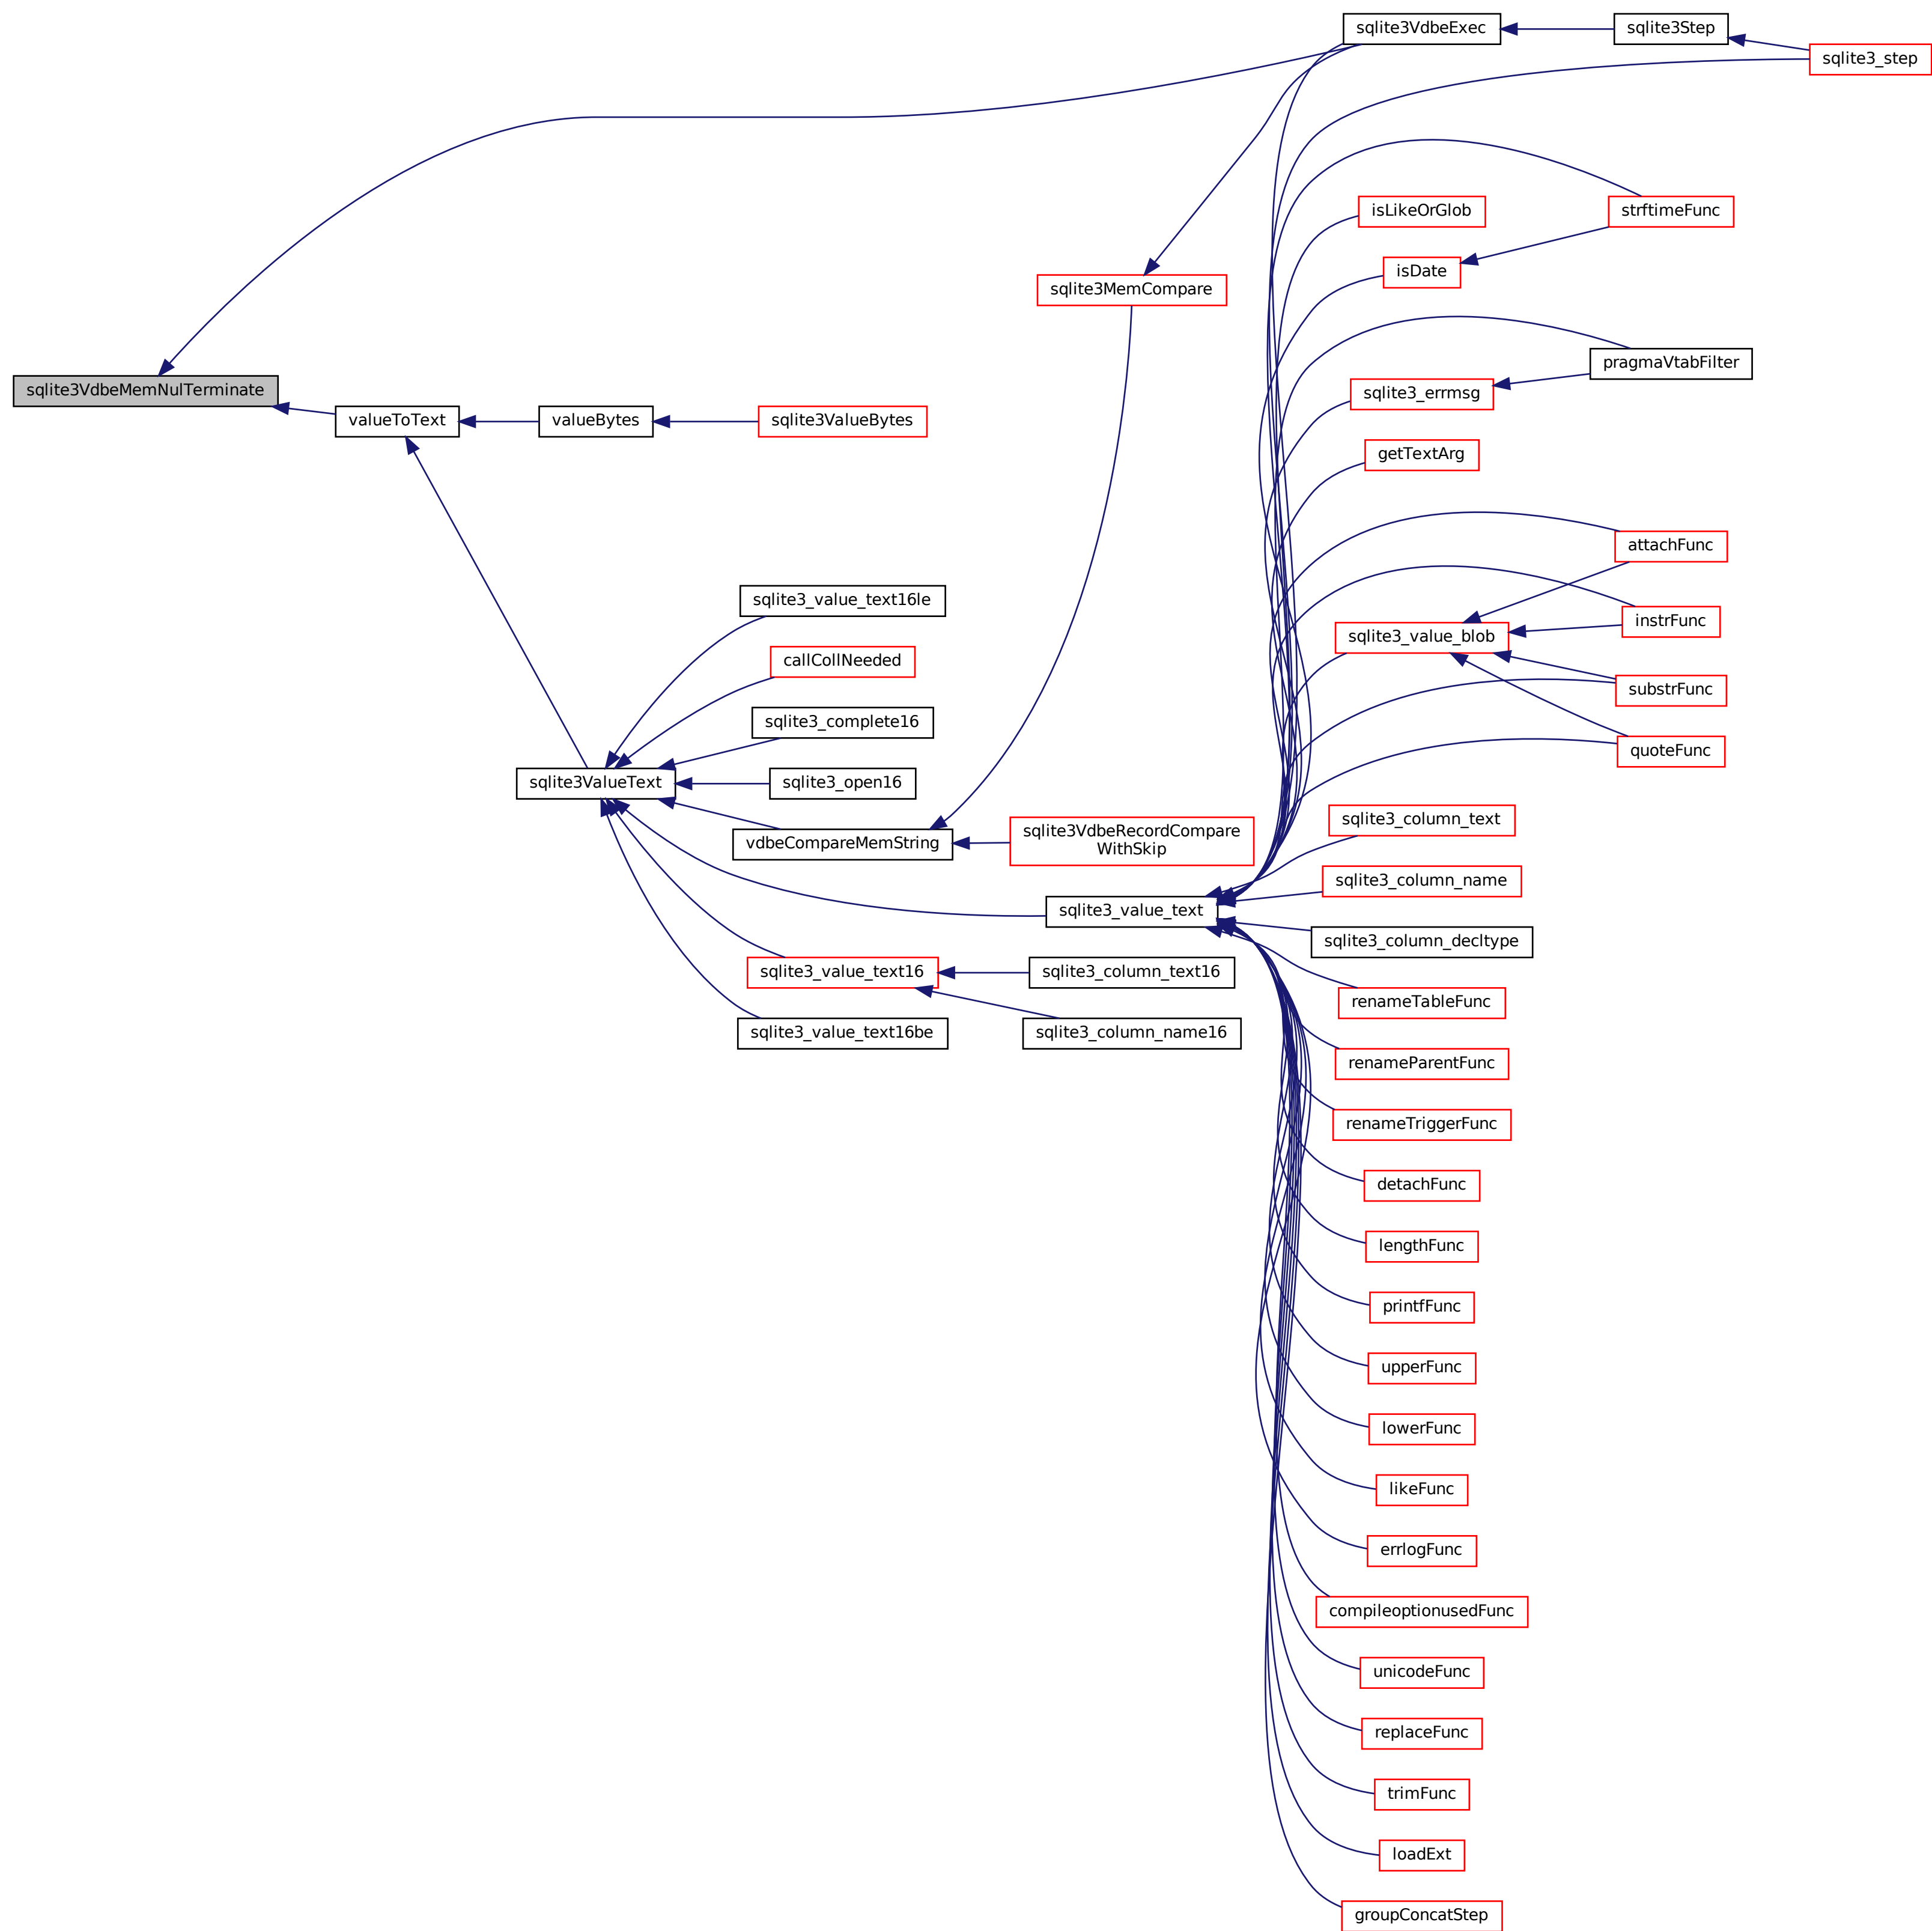 sqlite3VdbeExec
sqlite3Step
sqlite3_step
isLikeOrGlob
strftimeFunc
isDate
sqlite3MemCompare
pragmaVtabFilter
sqlite3VdbeMemNulTerminate
sqlite3_errmsg
valueToText
valueBytes
sqlite3ValueBytes
getTextArg
attachFunc
sqlite3_value_text16le
instrFunc
sqlite3_value_blob
callCollNeeded
substrFunc
sqlite3_complete16
quoteFunc
sqlite3ValueText
sqlite3_open16
sqlite3_column_text
vdbeCompareMemString
sqlite3VdbeRecordCompare
WithSkip
sqlite3_column_name
sqlite3_value_text
sqlite3_column_decltype
sqlite3_value_text16
sqlite3_column_text16
renameTableFunc
sqlite3_value_text16be
sqlite3_column_name16
renameParentFunc
renameTriggerFunc
detachFunc
lengthFunc
printfFunc
upperFunc
lowerFunc
likeFunc
errlogFunc
compileoptionusedFunc
unicodeFunc
replaceFunc
trimFunc
loadExt
groupConcatStep